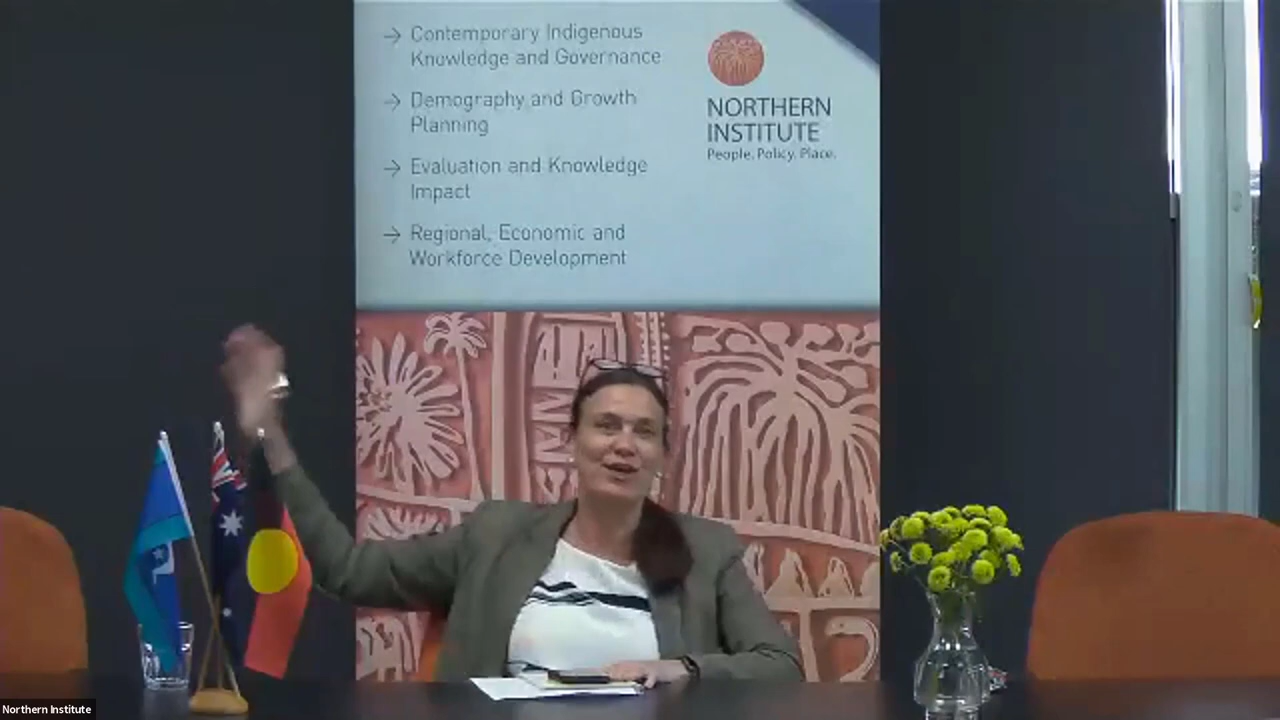 → Contemporary Indigenous
Knowledge and Governance
→ Demography and Growth
Planning
→ Evaluation and Knowledge
Impact
→ Regional, Economic and
Workforce Development
NORTHERN
INSTITUTE
People. Policy. Place.
Northern Institute